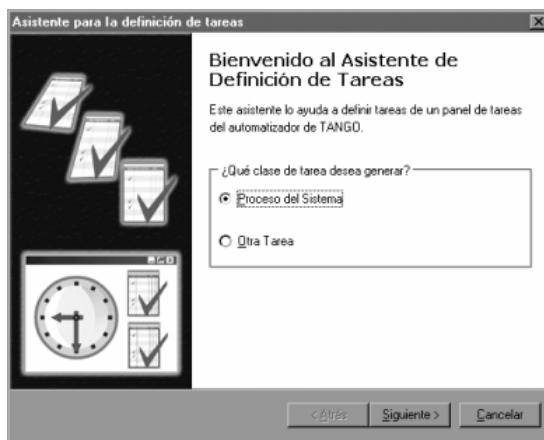 Asistente para la definición de tareas
Bienvenido al Asistente de
Definición de Tareas
Este asistente lo ayuda a definir tareas de un panel de tareas
del automatizador de TANGO.
¿Qué clase de tarea desea generar?
Proceso del Sistema
Otra Tarea
< Atrás
Siguiente >
Cancelar